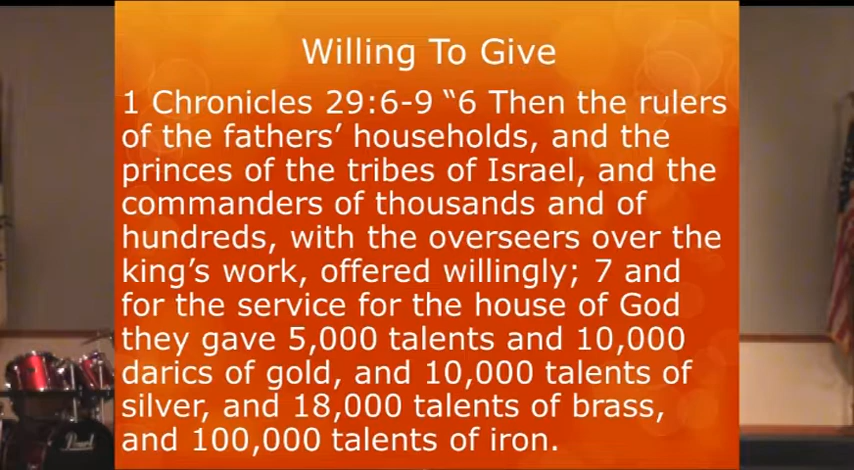 Willing To Give
1 Chronicles 29:6-9 “6 Then the rulers
of the fathers’ households, and the
princes of the tribes of Israel, and the
commanders of thousands and of
hundreds, with the overseers over the
king’s work, offered willingly; 7 and
for the service for the house of God
they gave 5,000 talents and 10,000
darics of gold, and 10,000 talents of
silver, and 18,000 talents of brass,
and 100,000 talents of iron.
Pearl